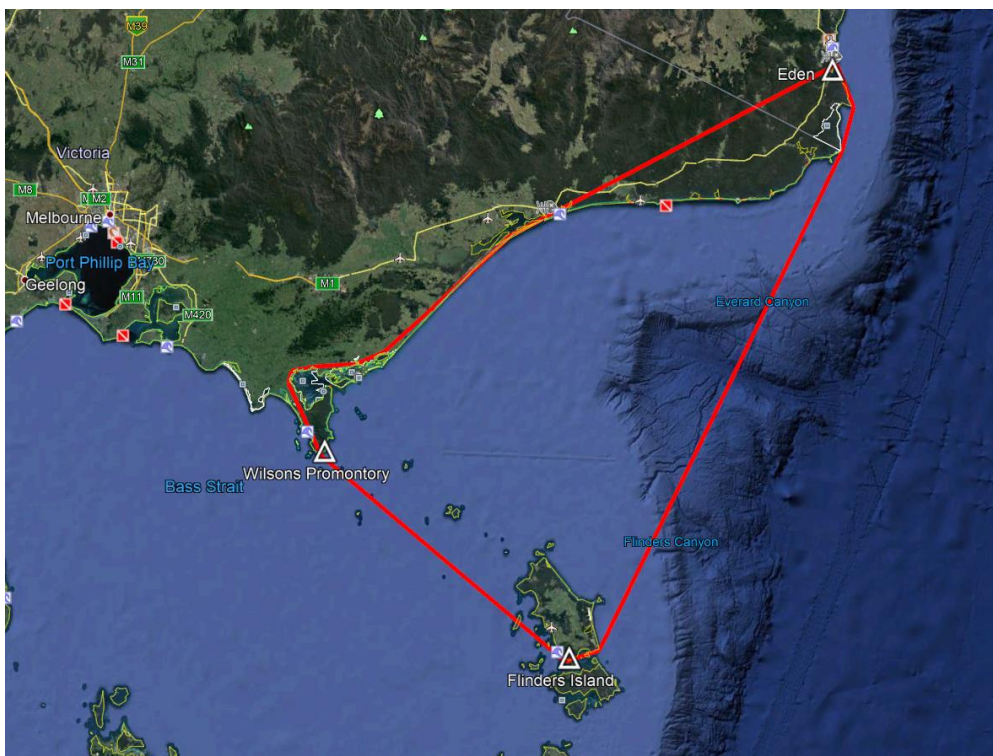 M39
M31
Eden
Victoria
M8
M2
Melbourne
Port Phillip Bay
M1
Geelong
M11
M420
Everard Canyon
Wilsons Promontory
Bass Strait
Flinders Canyon
Flinders Island